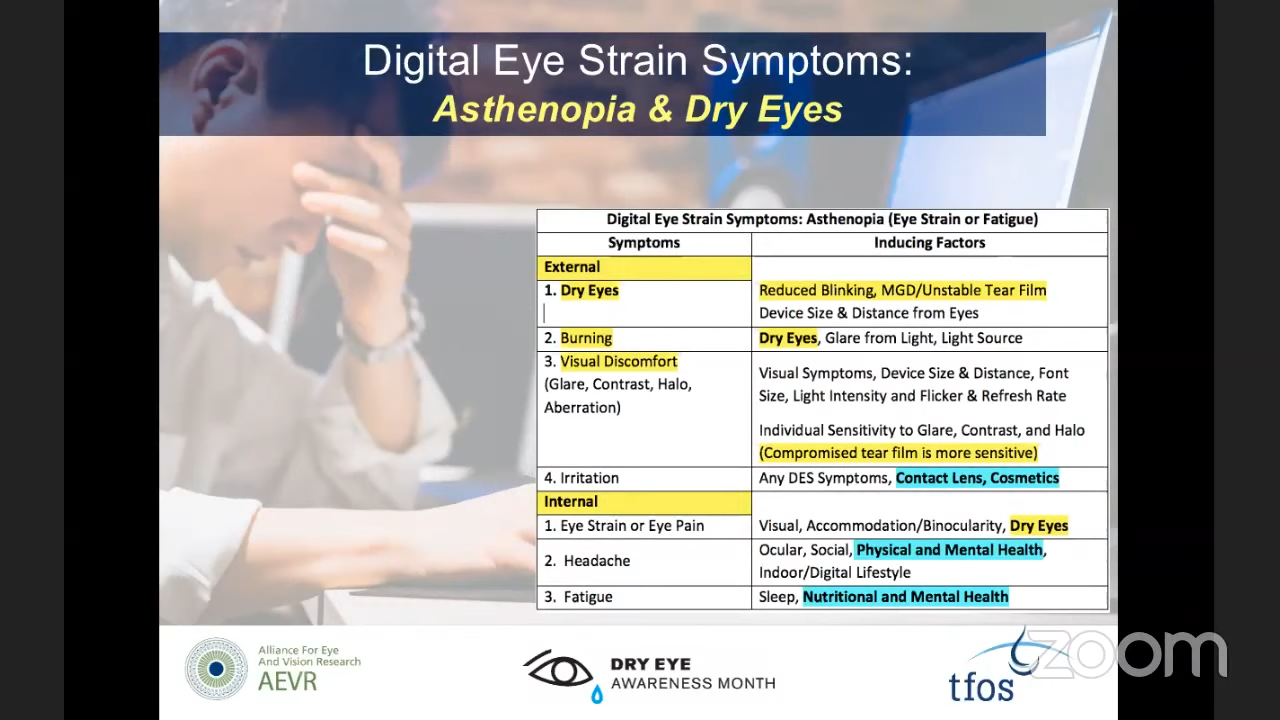 Digital Eye Strain Symptoms:
Asthenopia & Dry Eyes
Digital Eye Strain Symptoms: Asthenopia (Eye Strain or Fatigue)
Symptoms
Inducing Factors
External
1. Dry Eyes
Reduced Blinking, MGD/Unstable Tear Film
Device Size & Distance from Eyes
2. Burning
Dry Eyes, Glare from Light, Light Source
3. Visual Discomfort
(Glare, Contrast, Halo,
Aberration)
Visual Symptoms, Device Size & Distance, Font
Size, Light Intensity and Flicker & Refresh Rate
Individual Sensitivity to Glare, Contrast, and Halo
(Compromised tear film is more sensitive)
4. Irritation
Any DES Symptoms, Contact Lens, Cosmetics
Internal
1. Eye Strain or Eye Pain
Visual, Accommodation/Binocularity, Dry Eyes
2. Headache
Ocular, Social, Physical and Mental Health,
Indoor/Digital Lifestyle
3. Fatigue
Sleep, Nutritional and Mental Health
Alliance For Eye
And Vision Research
AEVR
DRY EYE
AWARENESS MONTH
tfos
zoom